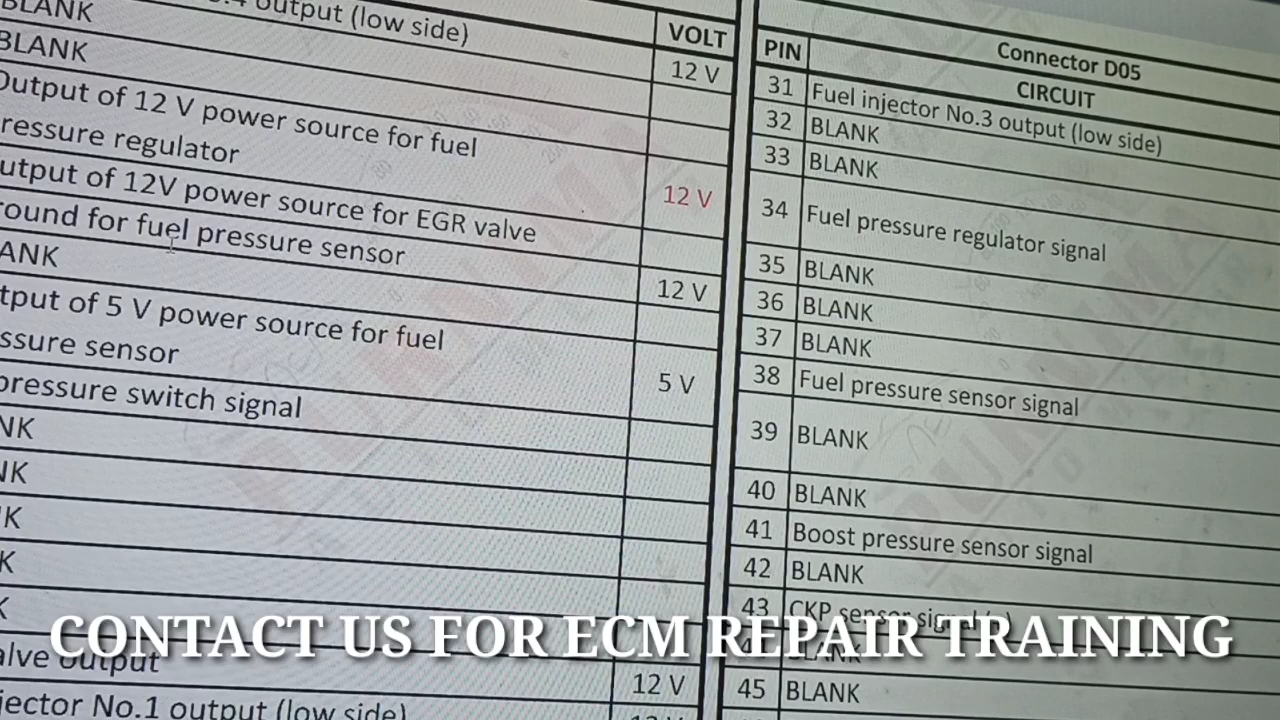 BLANK
output (low side)
VOLT
12 V
BLANK
Output of 12 V power source for fuel
ressure regulator
12 V
utput of 12V power source for EGR valve
round for fuel pressure sensor
12 V
ANK
tput of 5 V power source for fuel
ssure sensor
5 V
pressure switch signal
NK
NK
K
K
K
alve output
12 V
jector No.1 output (low side)
Connector D05
PIN
CIRCUIT
31 Fuel injector No.3 output (low side)
32 BLANK
33 BLANK
34 Fuel pressure regulator signal
35 BLANK
36 BLANK
37 BLANK
38 Fuel pressure sensor signal
39 BLANK
40 BLANK
41 Boost pressure sensor signal
42 BLANK
43 CKP sensor signal
BLANK
45 BLANK
CONTACT US FOR ECM REPAIR TRAINING